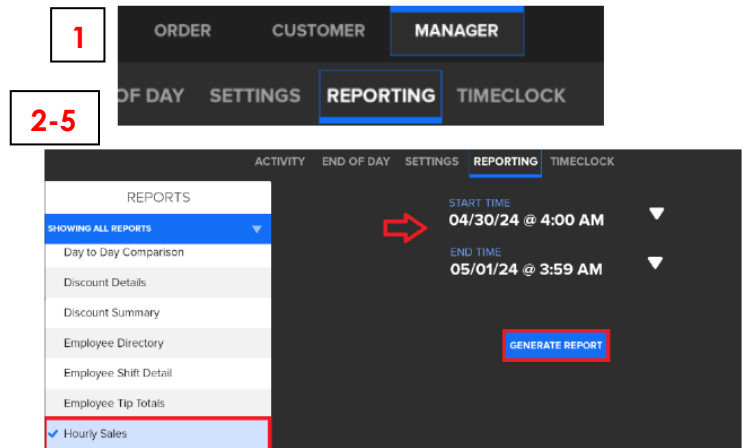 1
ORDER CUSTOMER MANAGER
OF DAY SETTINGS REPORTING TIMECLOCK
2-5
ACTIVITY END OF DAY SETTINGS REPORTING TIMECLOCK
REPORTS
SHOWING ALL REPORTS
Day to Day Comparison
Discount Details
Discount Summary
Employee Directory
Employee Shift Detail
Employee Tip Totals
Hourly Sales
START TIME
04/30/24 @ 4:00 AM
END TIME
05/01/24 @ 3:59 AM
GENERATE REPORT